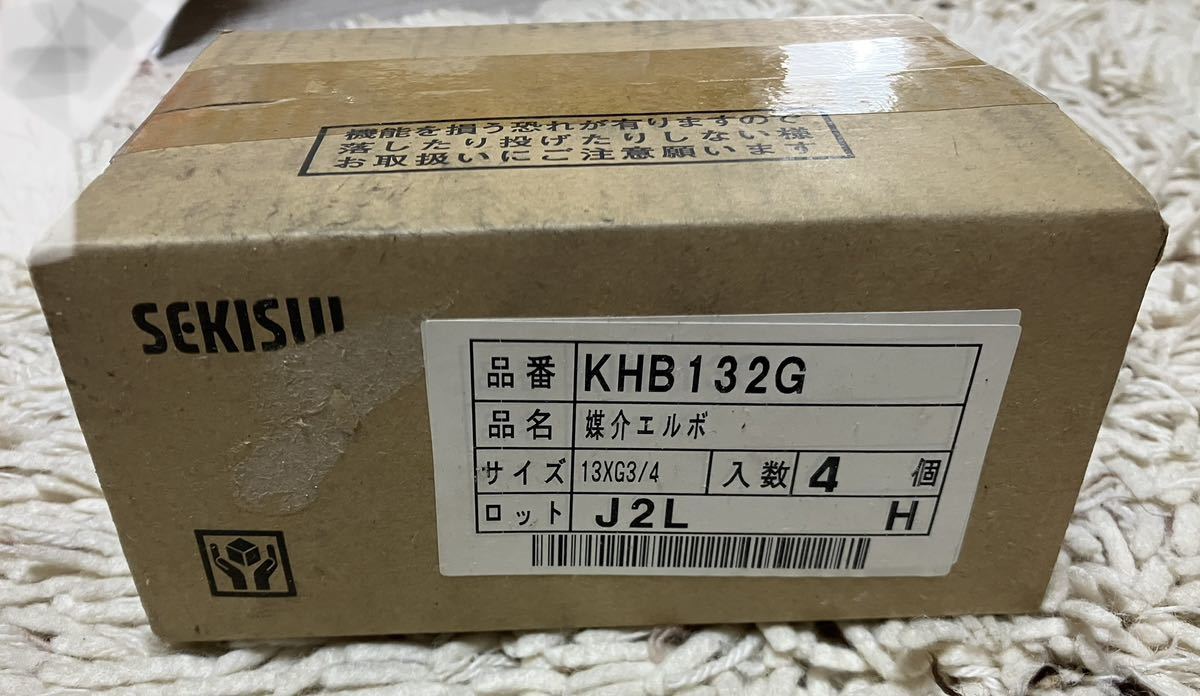 機能を損う恐れが有りますので
落したり投げたりしない様
お取扱いにご注意願います
SEKISUI
品番 KHB132G
品名 媒介エルボ
サイズ 13XG3/4 入数 4 個
ロット J2L H